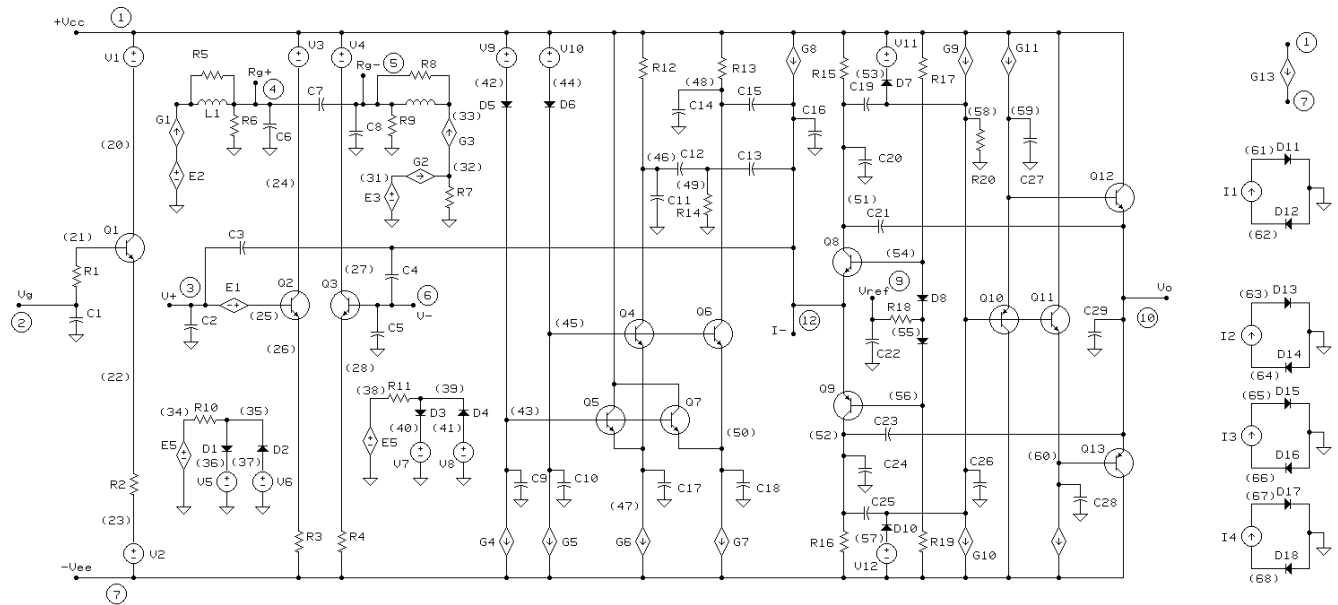 +Vcc
1
V1
V3
V4
V9
V10
R5
Rg+
4
Rg-
5
R8
C7
L1
R6
C6
C8
R9
(33)
G1
G3
(20)
E2
(24)
(31)
G2
(32)
E3
R7
(42)
D5
(44)
D6
R12
(48)
R13
C15
C14
G8
C16
(46)
C12
C13
(49)
C11
R14
R15
V11
(53)
D7
C19
R17
G9
G11
(58)
(59)
C20
R20
C27
Q12
(51)
C21
1
G13
7
(61)
D11
I1
D12
(62)
Q1
(21)
R1
Vg
2
C1
C3
3
V+
C2
E1
(25)
Q2
(26)
(27)
Q3
C4
6
V-
C5
(28)
(45)
Q4
Q6
12
I-
Q8
(54)
9
Vref
R18
D8
(55)
C22
Q10
Q11
C29
Vo
10
(63)
D13
I2
D14
(64)
(22)
(34)
R10
(35)
E5
D1
D2
(36)
(37)
V5
V6
(38)
R11
(39)
D3
D4
E5
(40)
(41)
V7
V8
(43)
Q5
Q7
(50)
Q9
(56)
(52)
C23
C24
C26
(60)
Q13
(65)
D15
I3
D16
(66)
R2
(23)
V2
R3
R4
C9
C10
C17
C18
(47)
G4
G5
G6
G7
C25
D10
(57)
R16
V12
R19
G10
C28
(67)
D17
I4
D18
(68)
-Vee
7